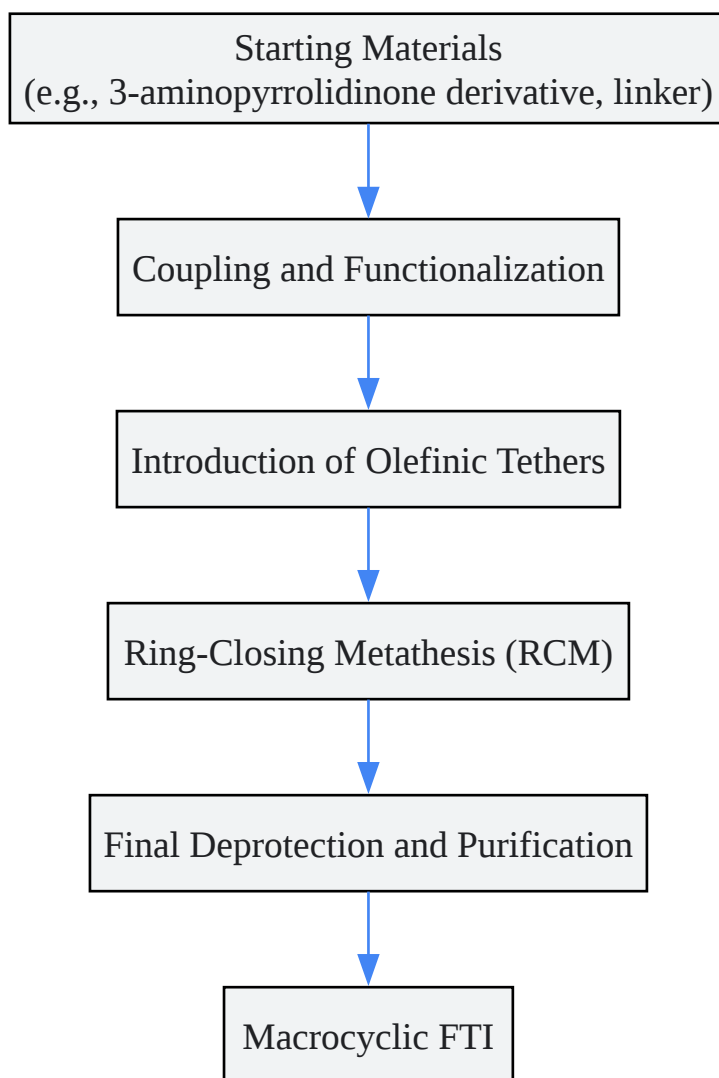 Starting Materials
(e.g., 3-aminopyrrolidinone derivative, linker)
Coupling and Functionalization
Introduction of Olefinic Tethers
Ring-Closing Metathesis (RCM)
Final Deprotection and Purification
Macrocyclic FTI